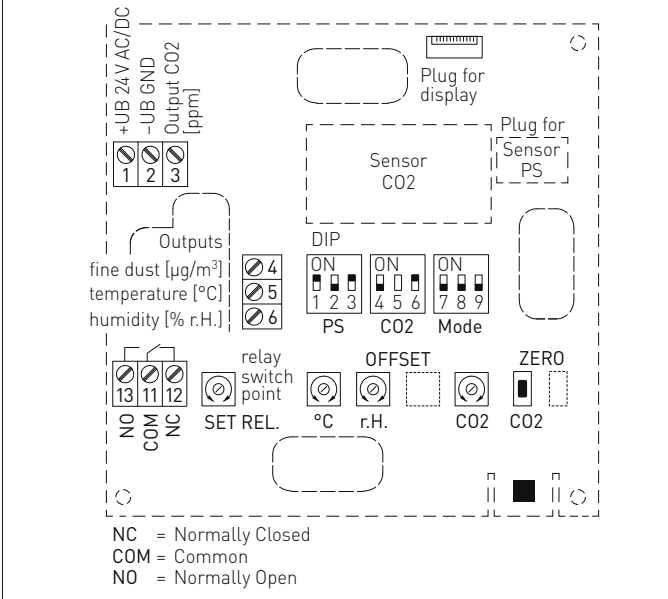 +UB 24V AC/DC
–UB GND
Output CO2
[ppm]
1 2 3
Plug for
display
Plug for
Sensor
PS
Sensor
CO2
Outputs
fine dust [µg/m³] 4
temperature [°C] 5
humidity [% r.H.] 6
DIP
ON ON ON
1 2 3 4 5 6 7 8 9
PS CO2 Mode
relay
switch
point
OFFSET ZERO
13 11 12
NO COM NC
SET REL. °C r.H. CO2 CO2
NC = Normally Closed
COM = Common
NO = Normally Open